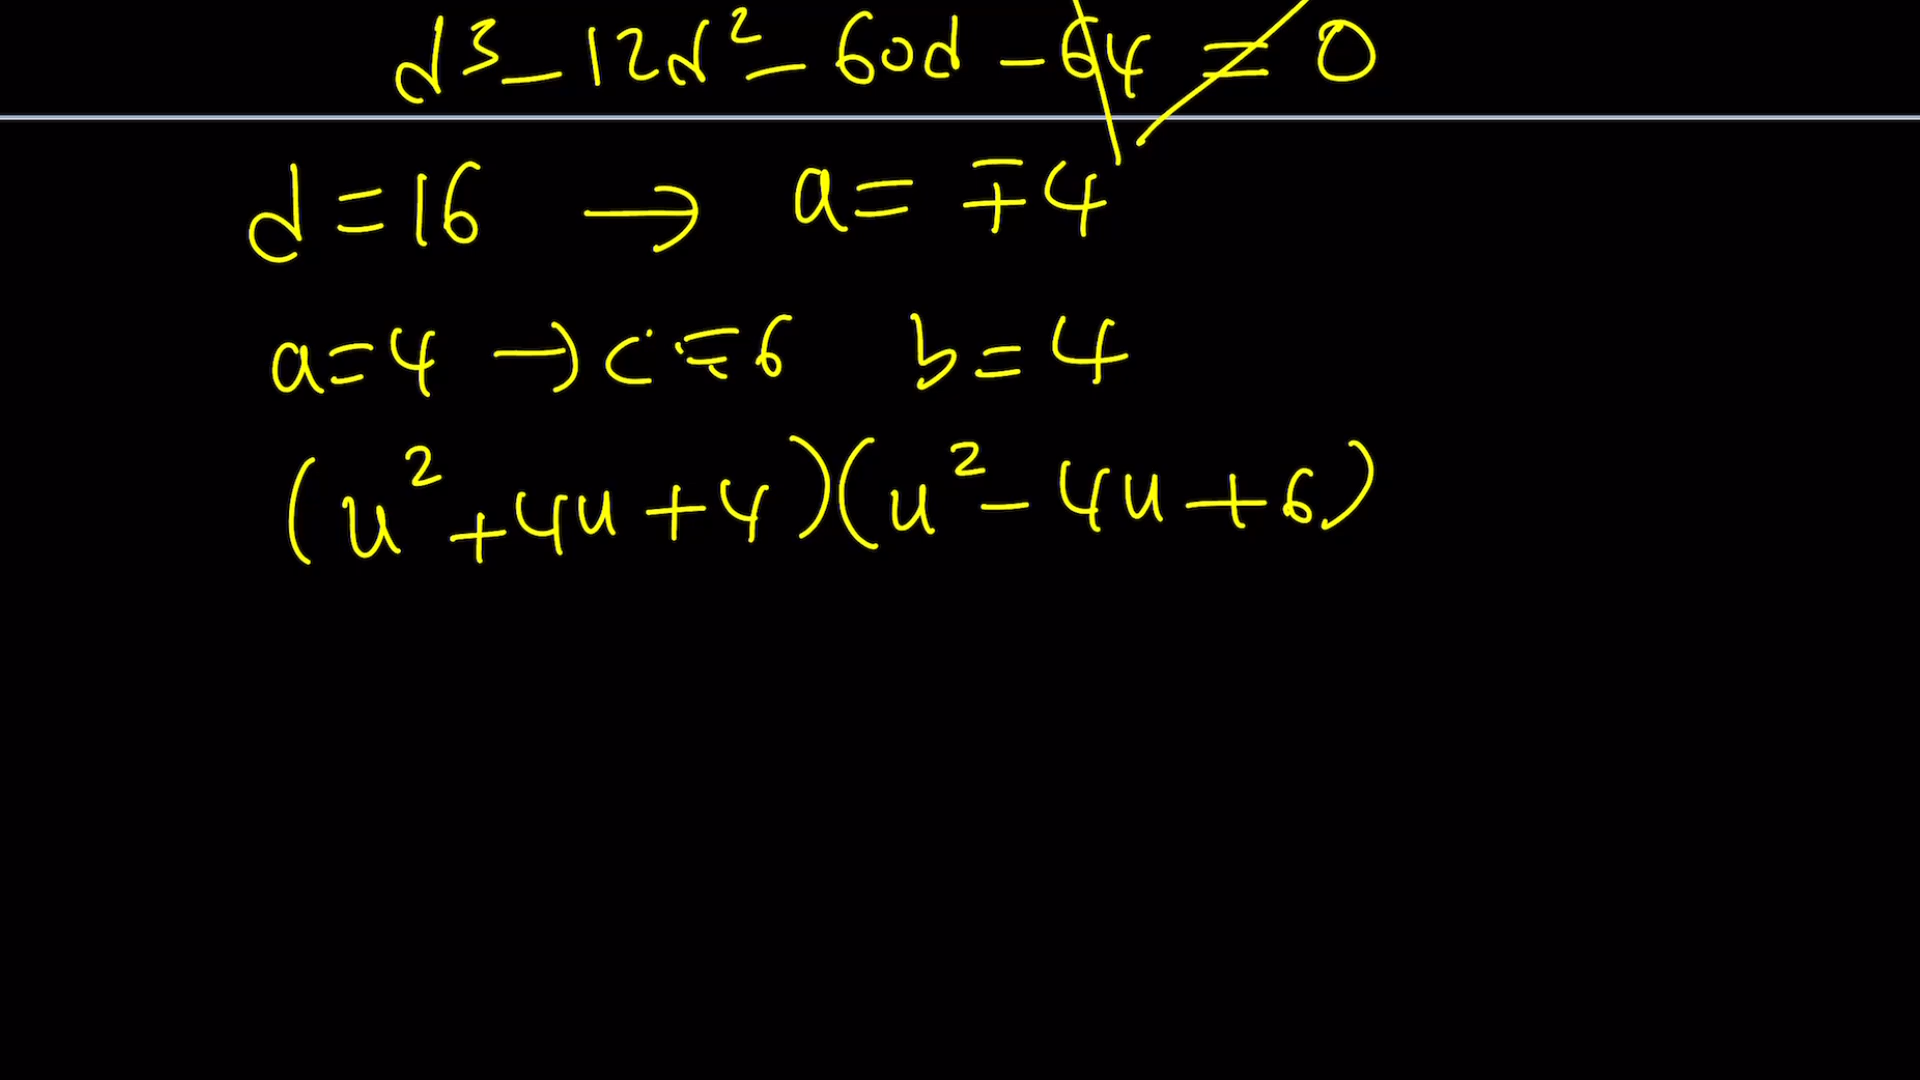 d³ - 12d² - 60d - 64 = 0
d = 16 → a = ∓4
a = 4 → c = 6 b = 4
(u² + 4u + 4)(u² - 4u + 6)